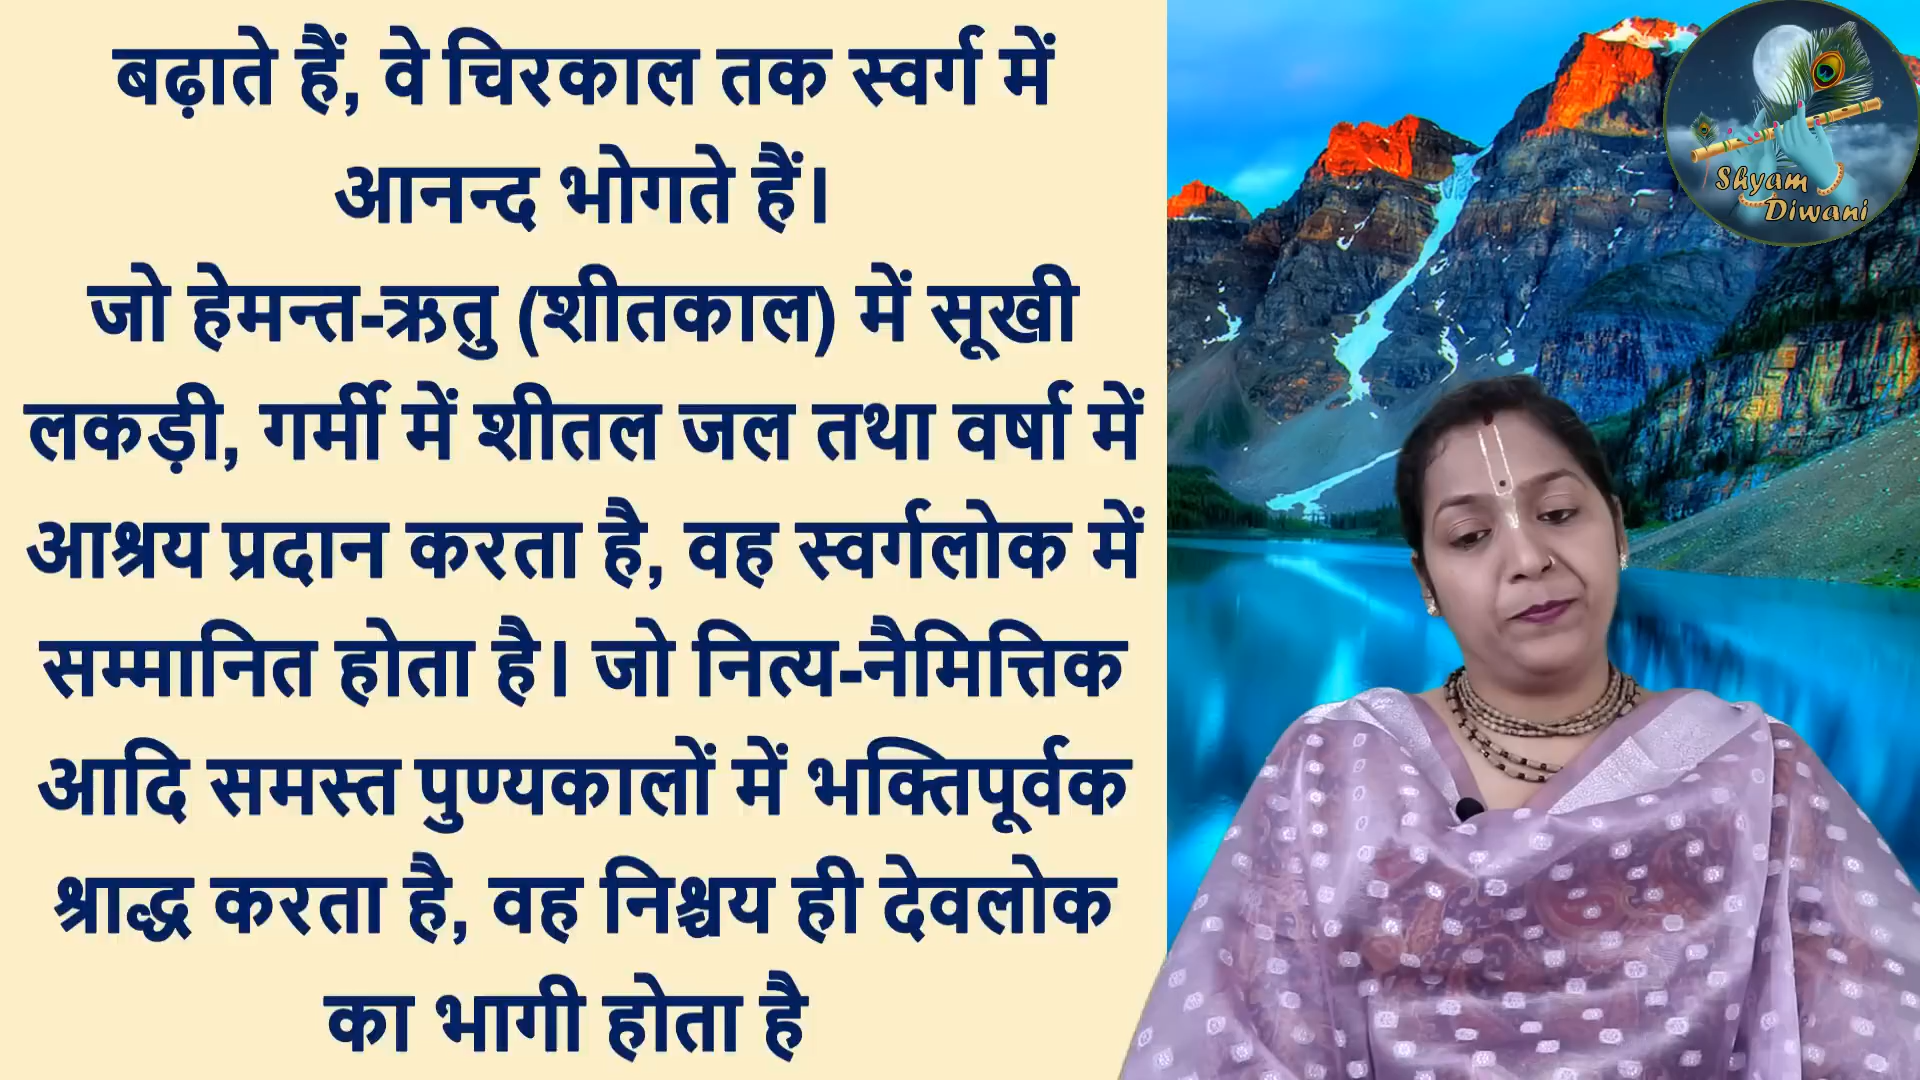 बढ़ाते हैं, वे चिरकाल तक स्वर्ग में
आनन्द भोगते हैं।
जो हेमन्त-ऋतु (शीतकाल) में सूखी
लकड़ी, गर्मी में शीतल जल तथा वर्षा में
आश्रय प्रदान करता है, वह स्वर्गलोक में
सम्मानित होता है। जो नित्य-नैमित्तिक
आदि समस्त पुण्यकालों में भक्तिपूर्वक
श्राद्ध करता है, वह निश्चय ही देवलोक
का भागी होता है
Shyam
Diwani